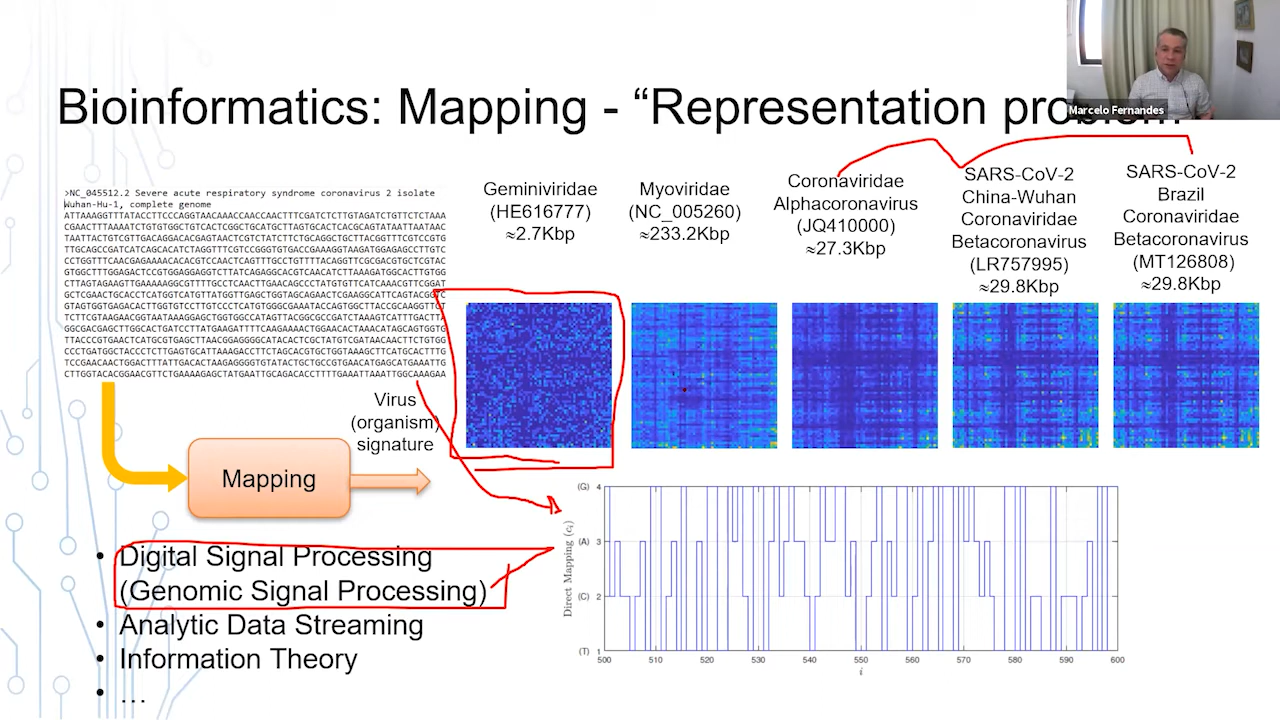 Marcelo Fernandes
Bioinformatics: Mapping - “Representation
>NC_045512.2 Severe acute respiratory syndrome coronavirus 2 isolate
Wuhan-Hu-1, complete genome
ATTAAAGGTTTATACCTTCCCAGGTAACAAACCAACCAACTTTCGATCTCTTGTAGATCTGTTCTCTAAA
CGAACTTTAAAATCTGTGTGGCTGTCACTCGGCTGCATGCTTAGTGCACTCACGCAGTATAATTAATAAC
TAATTACTGTCGTTGACAGGACACGAGTAACTCGTCTATCTTCTGCAGGCTGCTTACGGTTTCGTCCGTG
TTGCAGCCGATCATCAGCACATCTAGGTTTCGTCCGGGTGTGACCGAAAGGTAAGATGGAGAGCCTTGTC
CCTGGTTTCAACGAGAAAACACACGTCCAACTCAGTTTGCCTGTTTTACAGGTTCGCGACGTGCTCGTAC
GTGGCTTTGGAGACTCCGTGGAGGAGGTCTTATCAGAGGCACGTCAACATCTTAAAGATGGCACTTGTGG
CTTAGTAGAAGTTGAAAAAGGCGTTTTGCCTCAACTTGAACAGCCCTATGTGTTCATCAAACGTTCGGAT
GCTCGAACTGCACCTCATGGTCATGTTATGGTTGAGCTGGTAGCAGAACTCGAAGGCATTCAGTACGGTC
GTAGTGGTGAGACACTTGGTGTCCTTGTCCCTCATGTGGGCGAAATACCAGTGGCTTACCGCAAGGTTCT
TCTTCGTAAGAACGGTAATAAAGGAGCTGGTGGCCATAGTTACGGCGCCGATCTAAAGTCATTTGACTTA
GGCGACGAGCTTGGCACTGATCCTTATGAAGATTTTCAAGAAAACTGGAACACTAAACATAGCAGTGGTG
TTACCCGTGAACTCATGCGTGAGCTTAACGGAGGGGCATACACTCGCTATGTCGATAACAACTTCTGTGG
CCCTGATGGCTACCCTCTTGAGTGCATTAAAGACCTTCTAGCACGTGCTGGTAAAGCTTCATGCACTTTG
TCCGAACAACTGGACTTTATTGACACTAAGAGGGGTGTATACTGCTGCCGTGAACATGAGCATGAAATTG
CTTGGTACACGGAACGTTCTGAAAAGAGCTATGAATTGCAGACACCTTTTGAAATTAAATTGGCAAAGAA
Geminiviridae
(HE616777)
≈2.7Kbp
Myoviridae
(NC_005260)
≈233.2Kbp
Coronaviridae
Alphacoronavirus
(JQ410000)
≈27.3Kbp
SARS-CoV-2
China-Wuhan
Coronaviridae
Betacoronavirus
(LR757995)
≈29.8Kbp
SARS-CoV-2
Brazil
Coronaviridae
Betacoronavirus
(MT126808)
≈29.8Kbp
Virus
(organism)
signature
Mapping
• Digital Signal Processing
(Genomic Signal Processing)
• Analytic Data Streaming
• Information Theory
• ...
Direct Mapping (cᵢ)
(G) 4
(A) 3
(C) 2
(T) 1
500 510 520 530 540 550 560 570 580 590 600
i